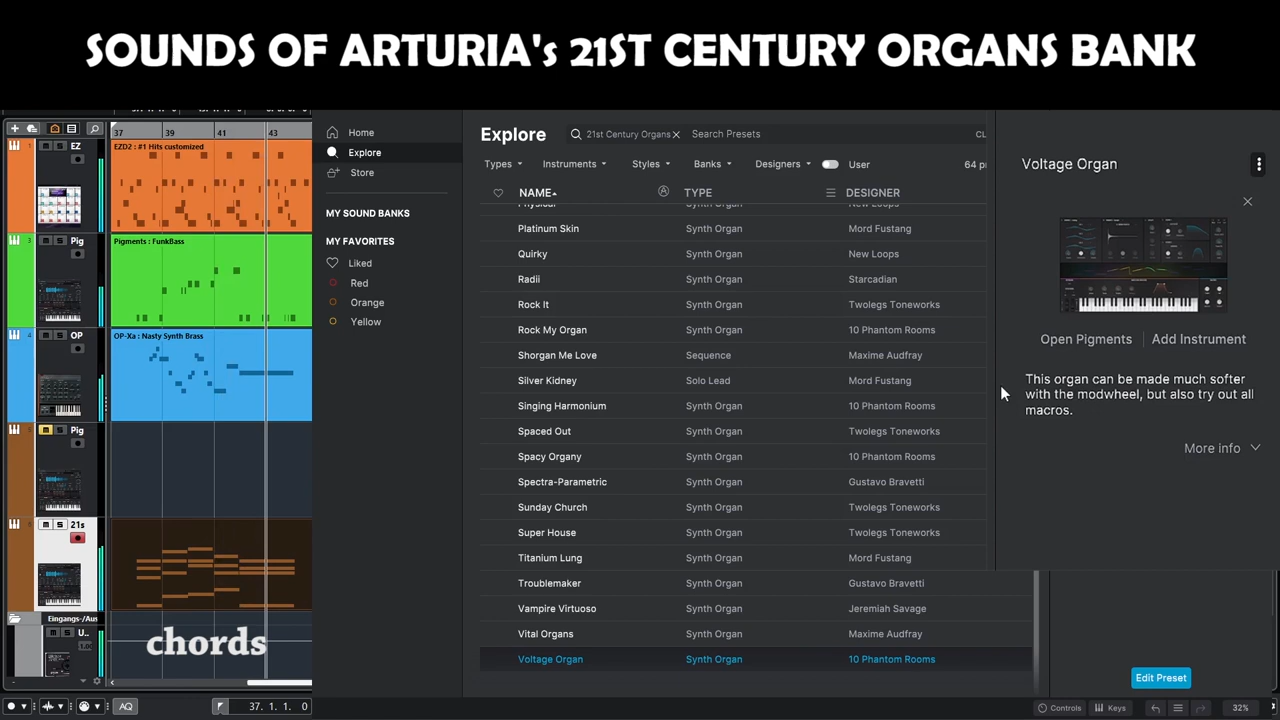 SOUNDS OF ARTURIA's 21ST CENTURY ORGANS BANK
37 39 41 43
EZ
EZD2 : #1 Hits customized
Pig
Pigments : FunkBass
OP
OP-Xa : Nasty Synth Brass
Pig
21s
Eingangs-/Aus
U..
chords
AQ
37. 1. 1. 0
Home
Explore
Store
MY SOUND BANKS
MY FAVORITES
Liked
Red
Orange
Yellow
Explore 21st Century Organs Search Presets CL
Types Instruments Styles Banks Designers User 64 p
NAME TYPE DESIGNER
Physical Synth Organ New Loops
Platinum Skin Synth Organ Mord Fustang
Quirky Synth Organ New Loops
Radii Synth Organ Starcadian
Rock It Synth Organ Twolegs Toneworks
Rock My Organ Synth Organ 10 Phantom Rooms
Shorgan Me Love Sequence Maxime Audfray
Silver Kidney Solo Lead Mord Fustang
Singing Harmonium Synth Organ 10 Phantom Rooms
Spaced Out Synth Organ Twolegs Toneworks
Spacy Organy Synth Organ 10 Phantom Rooms
Spectra-Parametric Synth Organ Gustavo Bravetti
Sunday Church Synth Organ Twolegs Toneworks
Super House Synth Organ Twolegs Toneworks
Titanium Lung Synth Organ Mord Fustang
Troublemaker Synth Organ Gustavo Bravetti
Vampire Virtuoso Synth Organ Jeremiah Savage
Vital Organs Synth Organ Maxime Audfray
Voltage Organ Synth Organ 10 Phantom Rooms
Voltage Organ
Open Pigments Add Instrument
This organ can be made much softer
with the modwheel, but also try out all
macros.
More info
Edit Preset
Controls Keys 32%